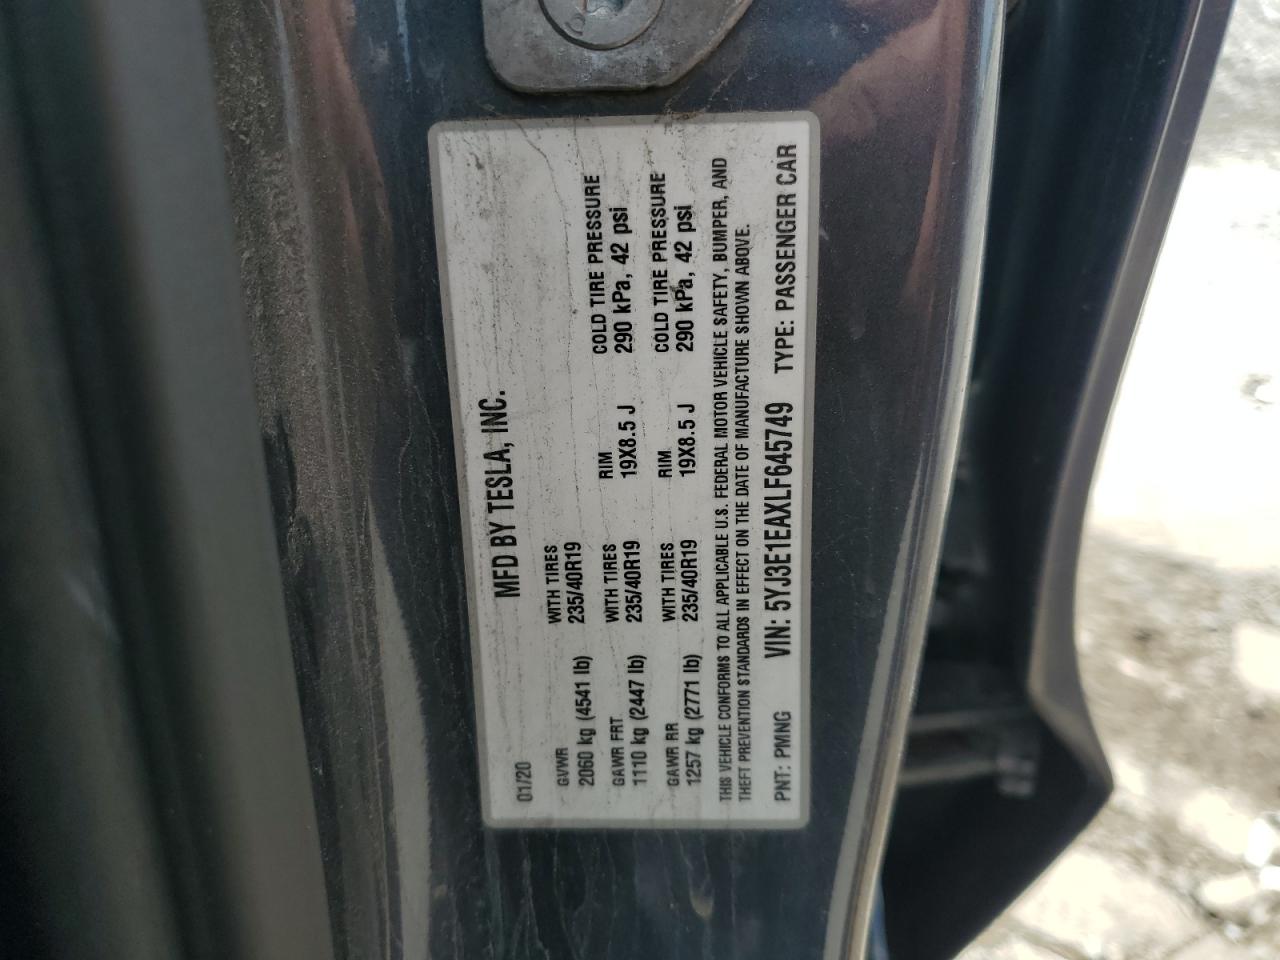 MFD BY TESLA, INC.
01/20
GVWR WITH TIRES
2060 kg (4541 lb) 235/40R19
GAWR FRT WITH TIRES RIM COLD TIRE PRESSURE
1110 kg (2447 lb) 235/40R19 19X8.5 J 290 kPa, 42 psi
GAWR RR WITH TIRES RIM COLD TIRE PRESSURE
1257 kg (2771 lb) 235/40R19 19X8.5 J 290 kPa, 42 psi
THIS VEHICLE CONFORMS TO ALL APPLICABLE U.S. FEDERAL MOTOR VEHICLE SAFETY, BUMPER, AND
THEFT PREVENTION STANDARDS IN EFFECT ON THE DATE OF MANUFACTURE SHOWN ABOVE.
PNT: PMNG VIN: 5YJ3E1EAXLF645749 TYPE: PASSENGER CAR